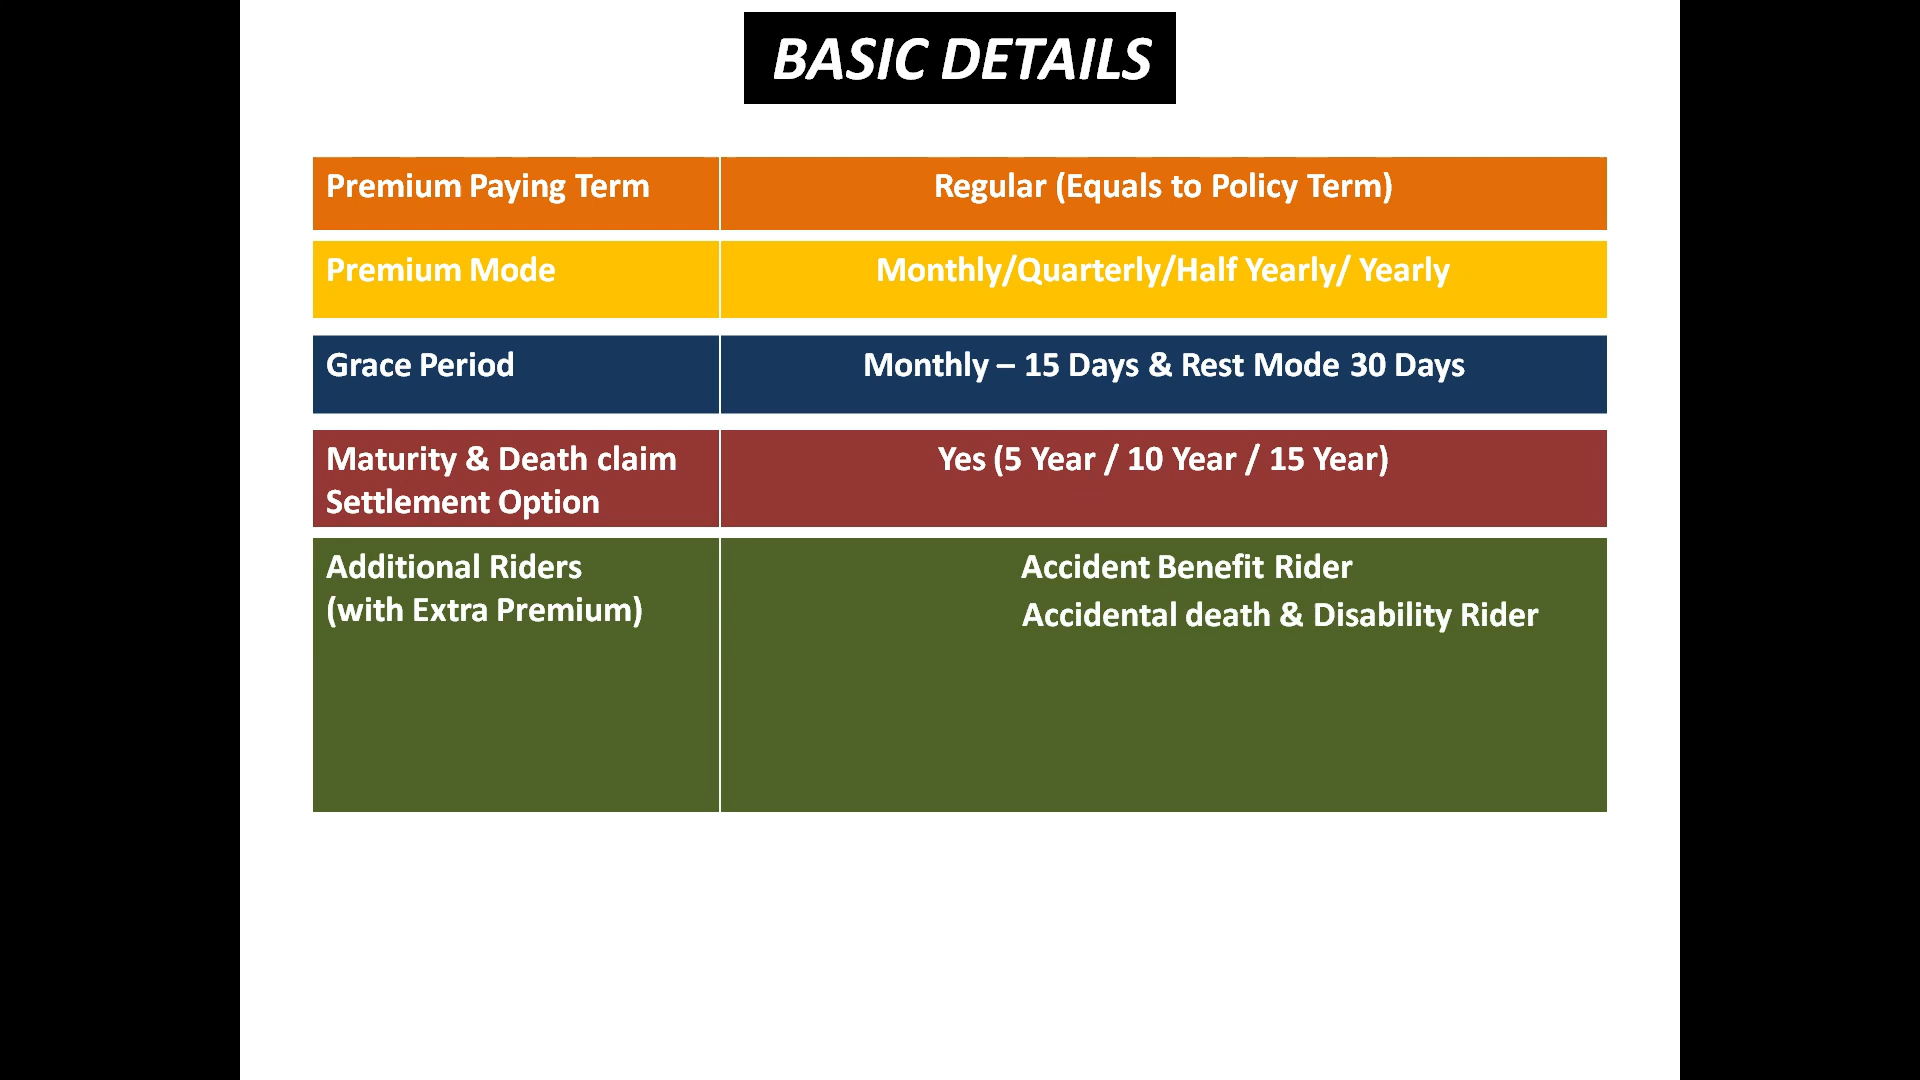 BASIC DETAILS
Premium Paying Term
Regular (Equals to Policy Term)
Premium Mode
Monthly/Quarterly/Half Yearly/ Yearly
Grace Period
Monthly – 15 Days & Rest Mode 30 Days
Maturity & Death claim
Settlement Option
Yes (5 Year / 10 Year / 15 Year)
Additional Riders
(with Extra Premium)
Accident Benefit Rider
Accidental death & Disability Rider